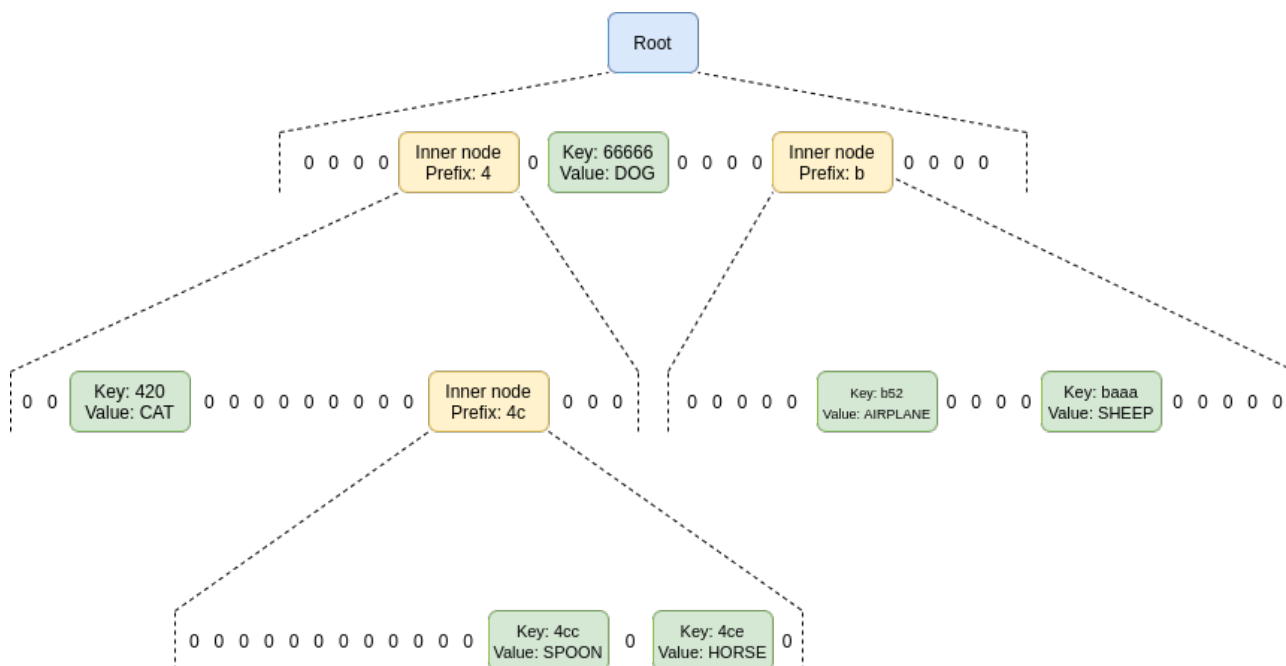 Root
0 0 0 0 Inner node 0 Key: 66666 0 0 0 0 Inner node 0 0 0 0
Prefix: 4 Value: DOG Prefix: b
0 0 Key: 420 0 0 0 0 0 0 0 0 0 Inner node 0 0 0 0 0 0 0 0 Key: b52 0 0 0 0 Key: baaa 0 0 0 0 0
Value: CAT Prefix: 4c Value: AIRPLANE Value: SHEEP
0 0 0 0 0 0 0 0 0 0 0 0 Key: 4cc 0 Key: 4ce 0
Value: SPOON Value: HORSE